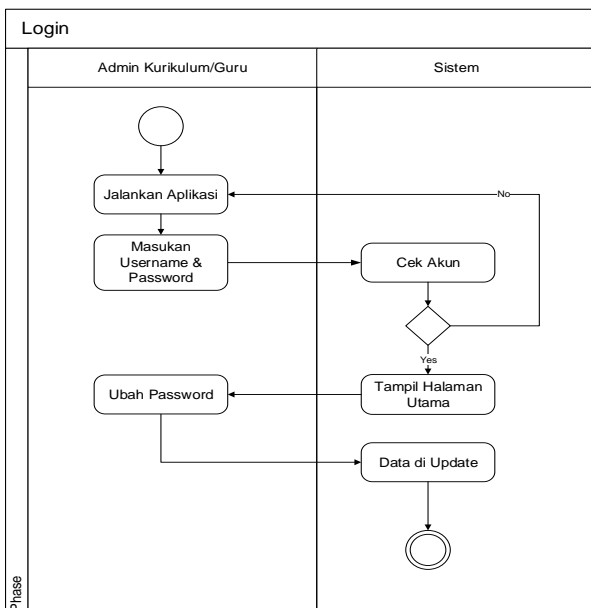 Login
Admin Kurikulum/Guru
Sistem
Jalankan Aplikasi
No
Masukan
Username &
Password
Cek Akun
Yes
Ubah Password
Tampil Halaman
Utama
Data di Update
Phase